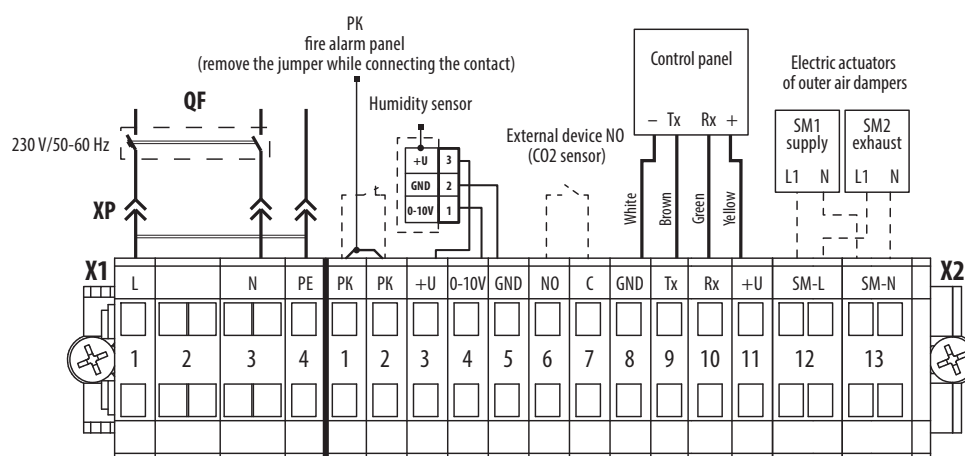 PK
fire alarm panel
(remove the jumper while connecting the contact)
Control panel
Electric actuators
of outer air dampers
QF
Humidity sensor
230 V/50-60 Hz
External device NO
(CO2 sensor)
− Tx Rx +
SM1
supply
L1 N
SM2
exhaust
L1 N
+U 3
GND 2
0-10V 1
XP
White
Brown
Green
Yellow
X1
X2
L N PE PK PK +U 0-10V GND NO C GND Tx Rx +U SM-L SM-N
1 2 3 4 1 2 3 4 5 6 7 8 9 10 11 12 13